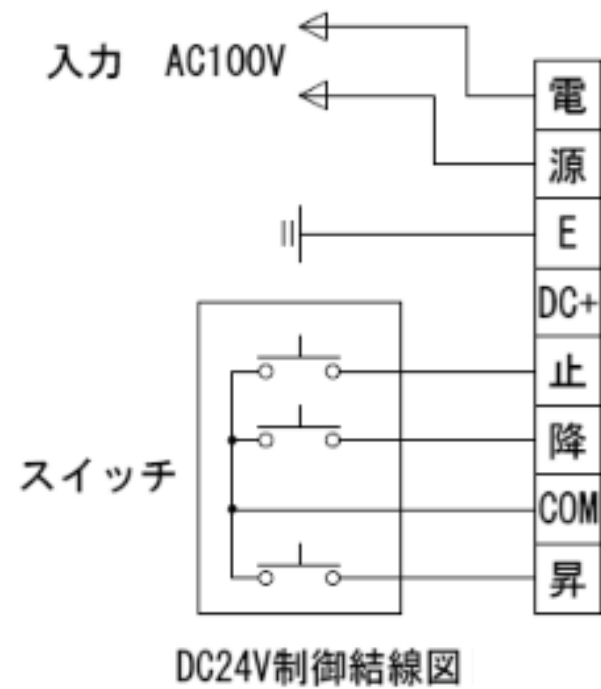 入力 AC100V
電
源
E
DC+
止
降
COM
昇
スイッチ
DC24V制御結線図